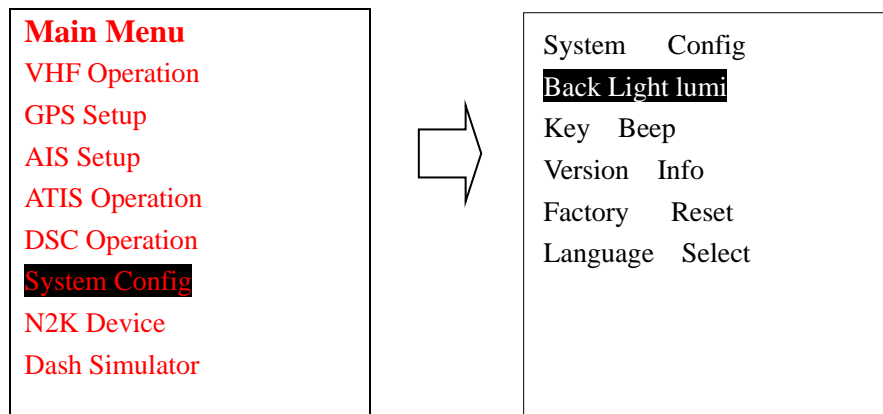 Main Menu
VHF Operation
GPS Setup
AIS Setup
ATIS Operation
DSC Operation
System Config
N2K Device
Dash Simulator
System Config
Back Light lumi
Key Beep
Version Info
Factory Reset
Language Select